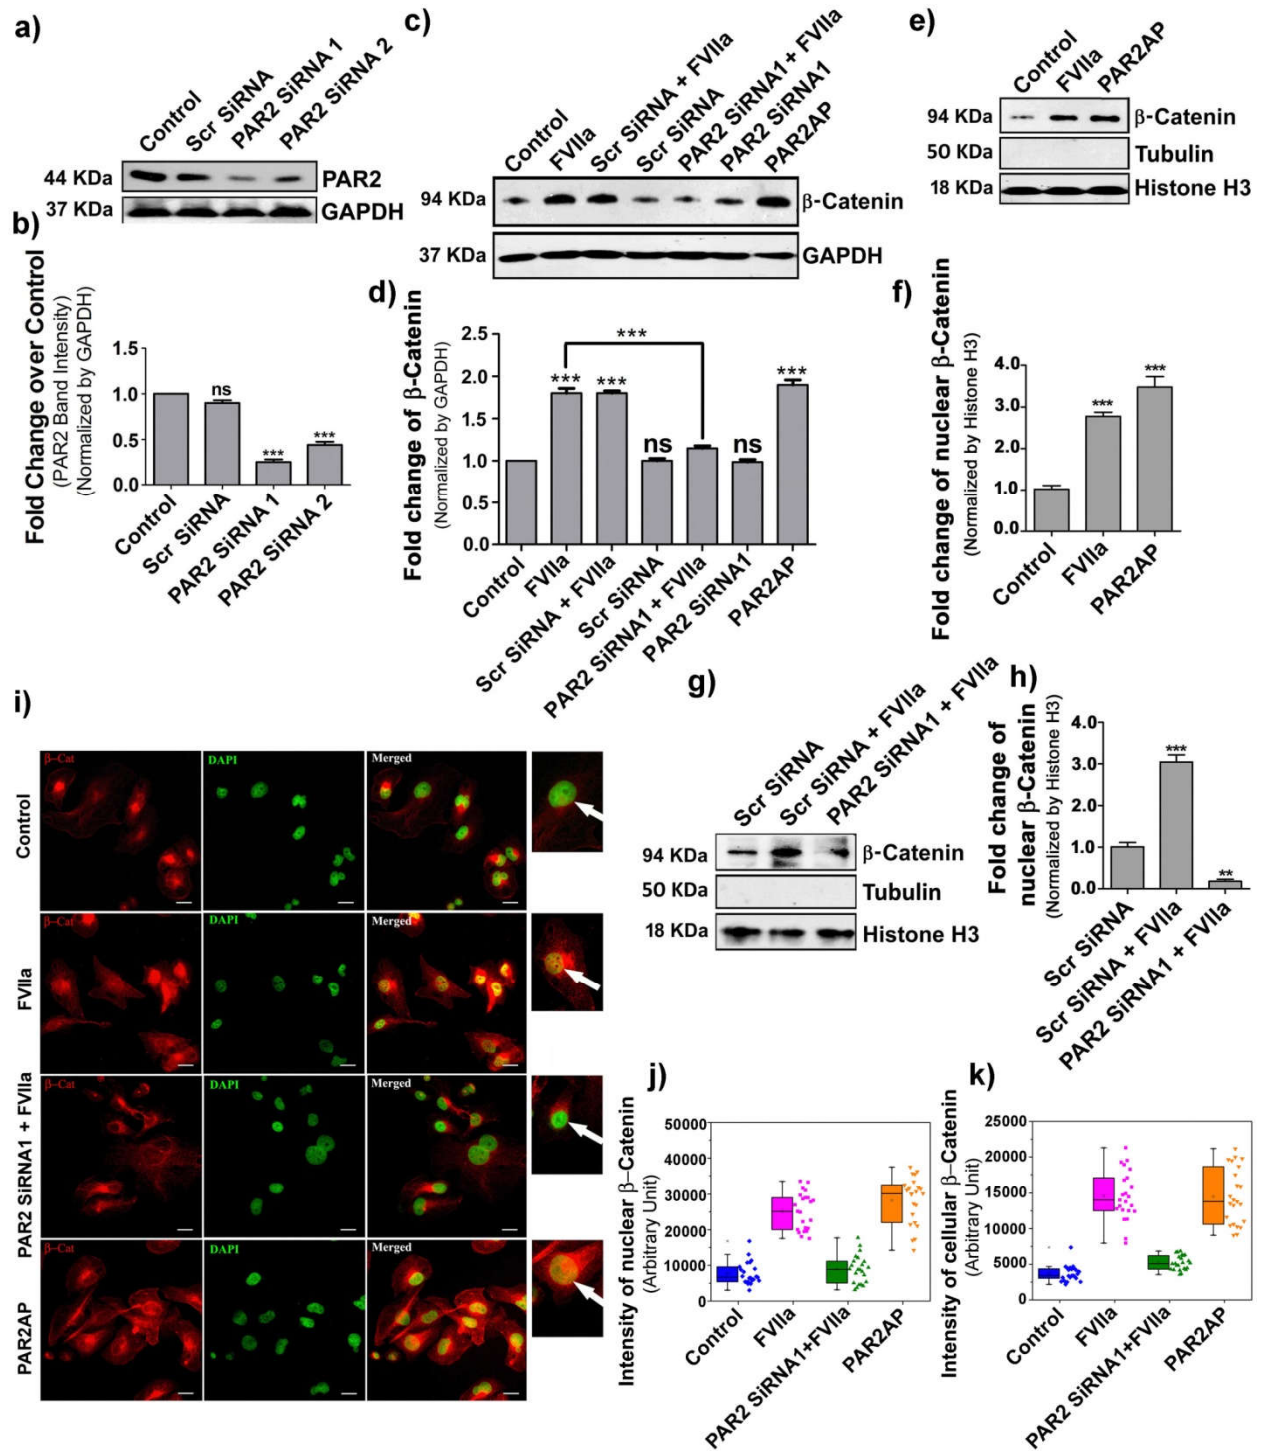 a)
Control
Scr SiRNA
PAR2 SiRNA 1
PAR2 SiRNA 2
44 KDa
PAR2
37 KDa
GAPDH
b)
Fold Change over Control
(PAR2 Band Intensity)
(Normalized by GAPDH)
1.5
1.0
0.5
0.0
ns
***
***
Control
Scr SiRNA
PAR2 SiRNA 1
PAR2 SiRNA 2
c)
Control
FVIIa
Scr SiRNA + FVIIa
Scr SiRNA
PAR2 SiRNA1+ FVIIa
PAR2 SiRNA1
PAR2AP
94 KDa
β-Catenin
37 KDa
GAPDH
d)
Fold change of β-Catenin
(Normalized by GAPDH)
2.5
2.0
1.5
1.0
0.5
0.0
***
***
***
ns
ns
***
Control
FVIIa
Scr SiRNA + FVIIa
Scr SiRNA
PAR2 SiRNA1 + FVIIa
PAR2 SiRNA1
PAR2AP
e)
Control
FVIIa
PAR2AP
94 KDa
β-Catenin
50 KDa
Tubulin
18 KDa
Histone H3
f)
Fold change of nuclear β-Catenin
(Normalized by Histone H3)
4.0
3.0
1.0
0.0
***
***
Control
FVIIa
PAR2AP
g)
Scr SiRNA
Scr SiRNA + FVIIa
PAR2 SiRNA1 + FVIIa
94 KDa
β-Catenin
50 KDa
Tubulin
18 KDa
Histone H3
h)
Fold change of
nuclear β-Catenin
(Normalized by Histone H3)
4.0
3.0
1.0
0.0
***
**
Scr SiRNA
Scr SiRNA + FVIIa
PAR2 SiRNA1 + FVIIa
i)
Control
β-Cat
DAPI
Merged
FVIIa
β-Cat
DAPI
Merged
PAR2 SiRNA1 + FVIIa
β-Cat
DAPI
Merged
PAR2AP
β-Cat
DAPI
Merged
j)
Intensity of nuclear β-Catenin
(Arbitrary Unit)
50000
40000
30000
20000
10000
0
Control
FVIIa
PAR2 SiRNA1+FVIIa
PAR2AP
k)
Intensity of cellular β-Catenin
(Arbitrary Unit)
25000
20000
15000
10000
5000
0
Control
FVIIa
PAR2 SiRNA1+FVIIa
PAR2AP